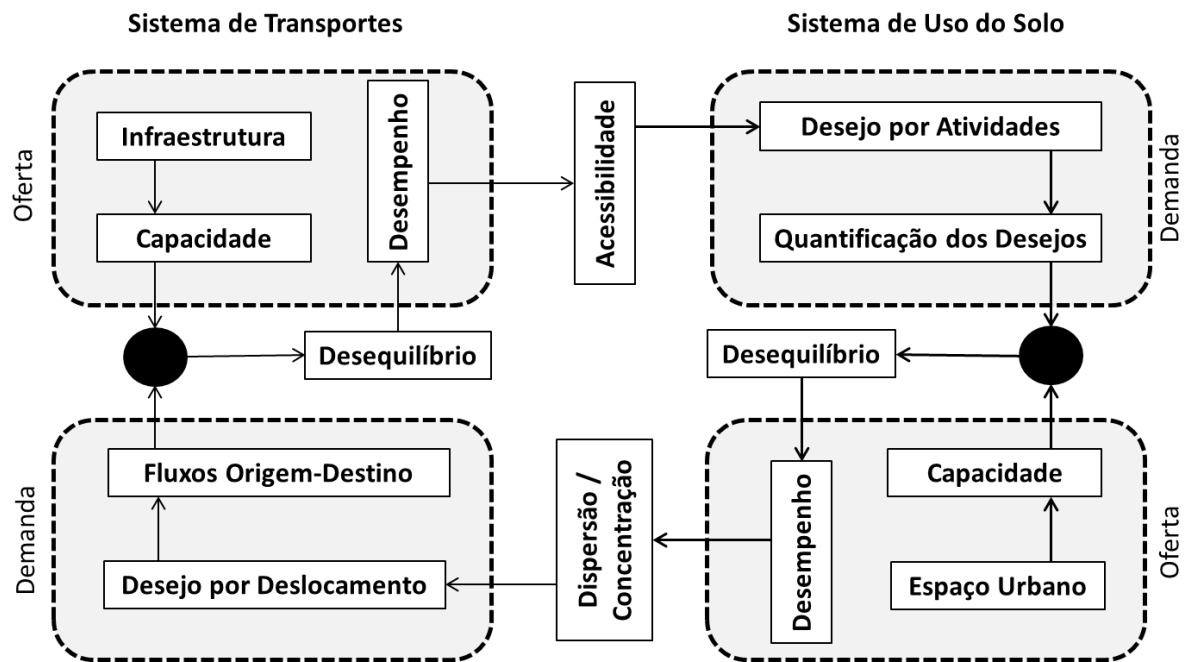 Sistema de Transportes
Sistema de Uso do Solo
Oferta
Infraestrutura
Capacidade
Desempenho
Acessibilidade
Desejo por Atividades
Quantificação dos Desejos
Demanda
Desequilíbrio
Desequilíbrio
Demanda
Fluxos Origem-Destino
Desejo por Deslocamento
Dispersão /
Concentração
Desempenho
Capacidade
Espaço Urbano
Oferta